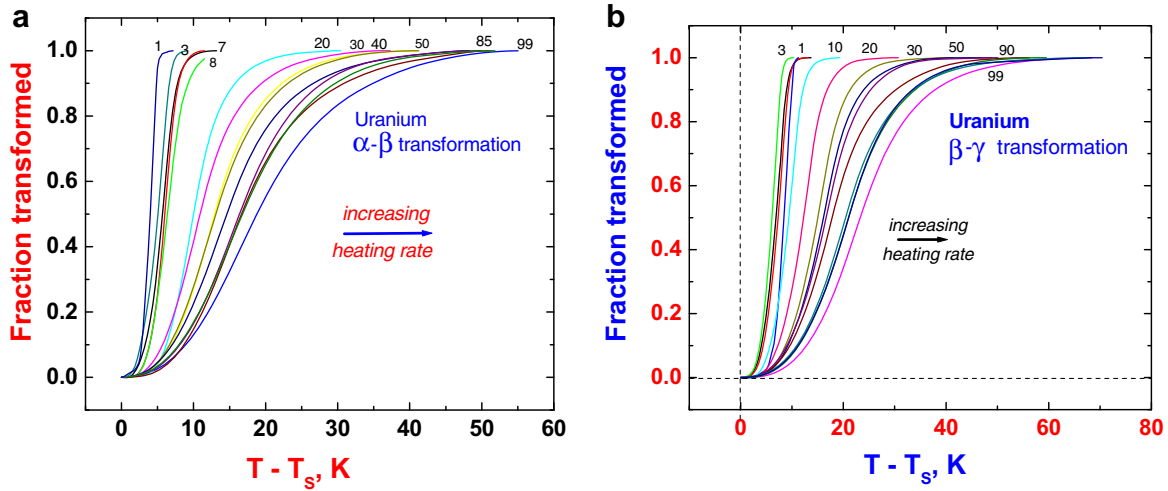 a
Fraction transformed
1.0
0.8
0.6
0.4
0.2
0.0
1 3 7 8 20 30 40 50 85 99
Uranium
α-β transformation
increasing
heating rate
0 10 20 30 40 50 60
T - Ts, K
b
Fraction transformed
1.0
0.8
0.6
0.4
0.2
0.0
3 1 10 20 30 50 90 99
Uranium
β-γ transformation
increasing
heating rate
0 20 40 60 80
T - Ts, K